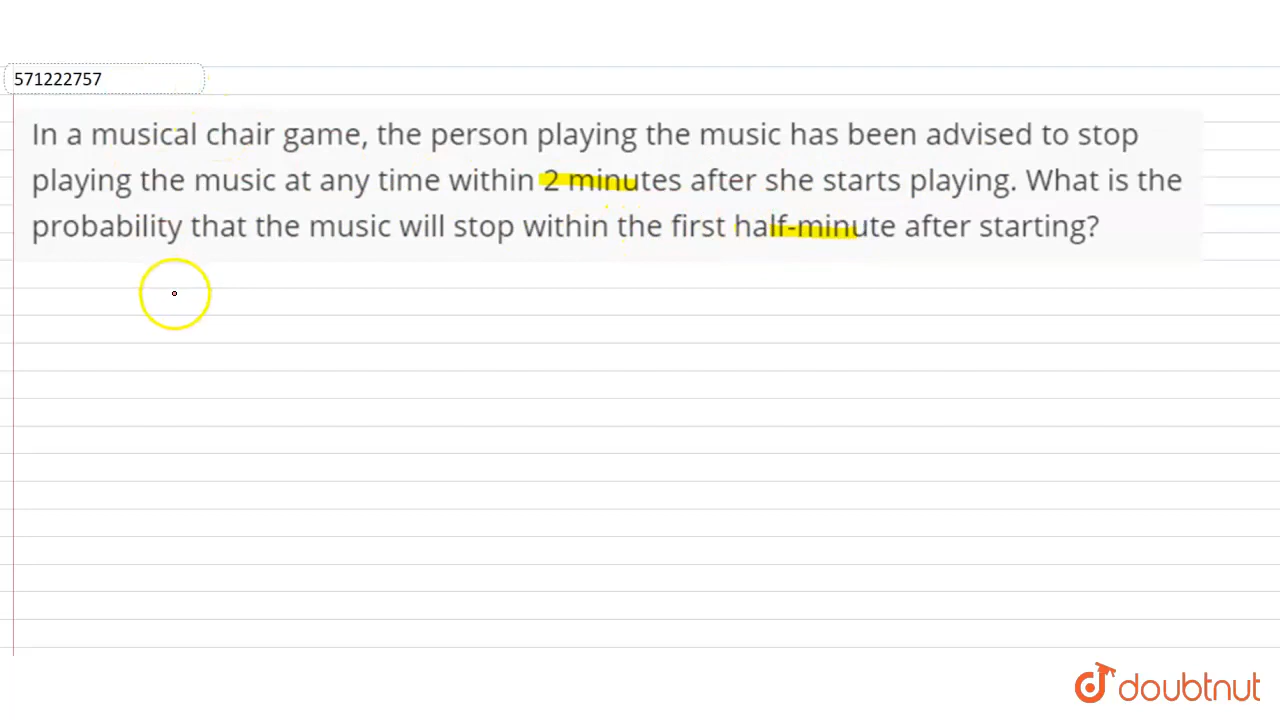 571222757
In a musical chair game, the person playing the music has been advised to stop
playing the music at any time within 2 minutes after she starts playing. What is the
probability that the music will stop within the first half-minute after starting?
doubtnut